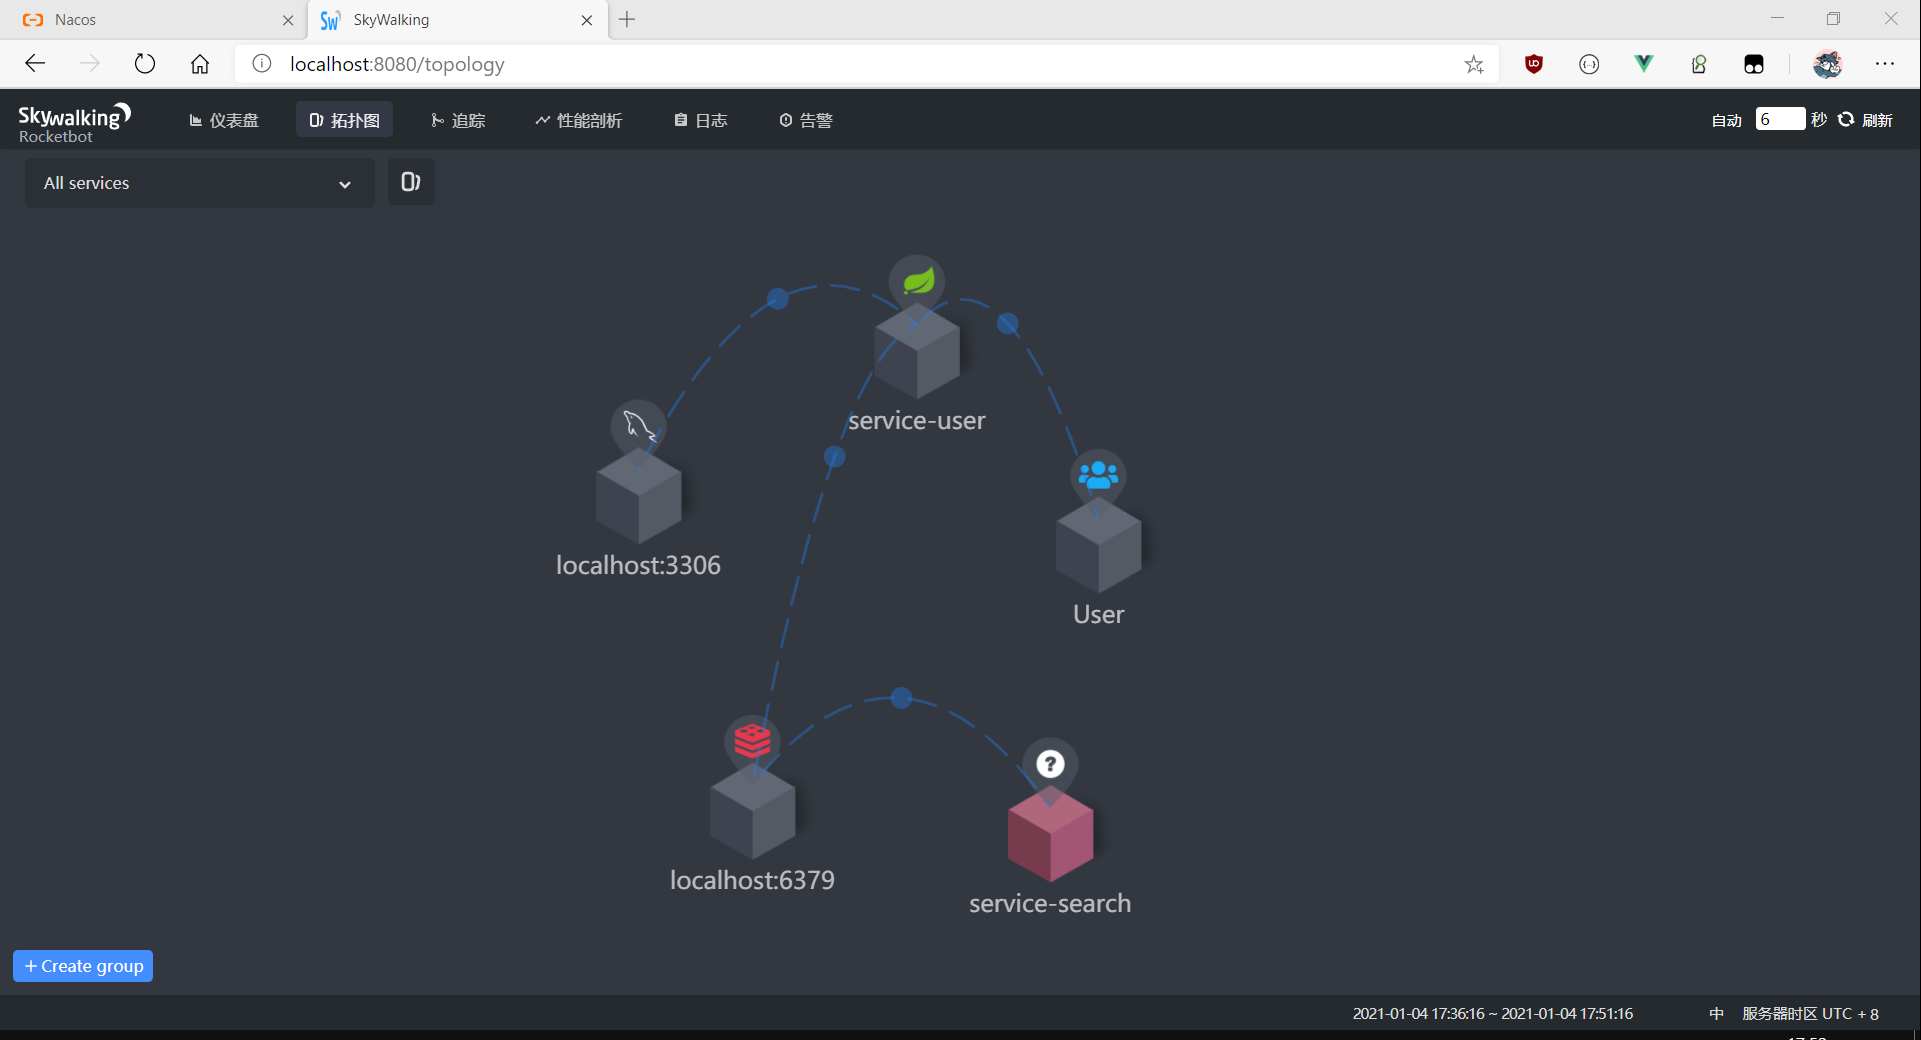 Nacos
SkyWalking
localhost:8080/topology
Skywalking
Rocketbot
仪表盘
拓扑图
追踪
性能剖析
日志
告警
自动 6 秒 刷新
All services
service-user
localhost:3306
User
localhost:6379
service-search
+ Create group
2021-01-04 17:36:16 ~ 2021-01-04 17:51:16
中
服务器时区 UTC + 8